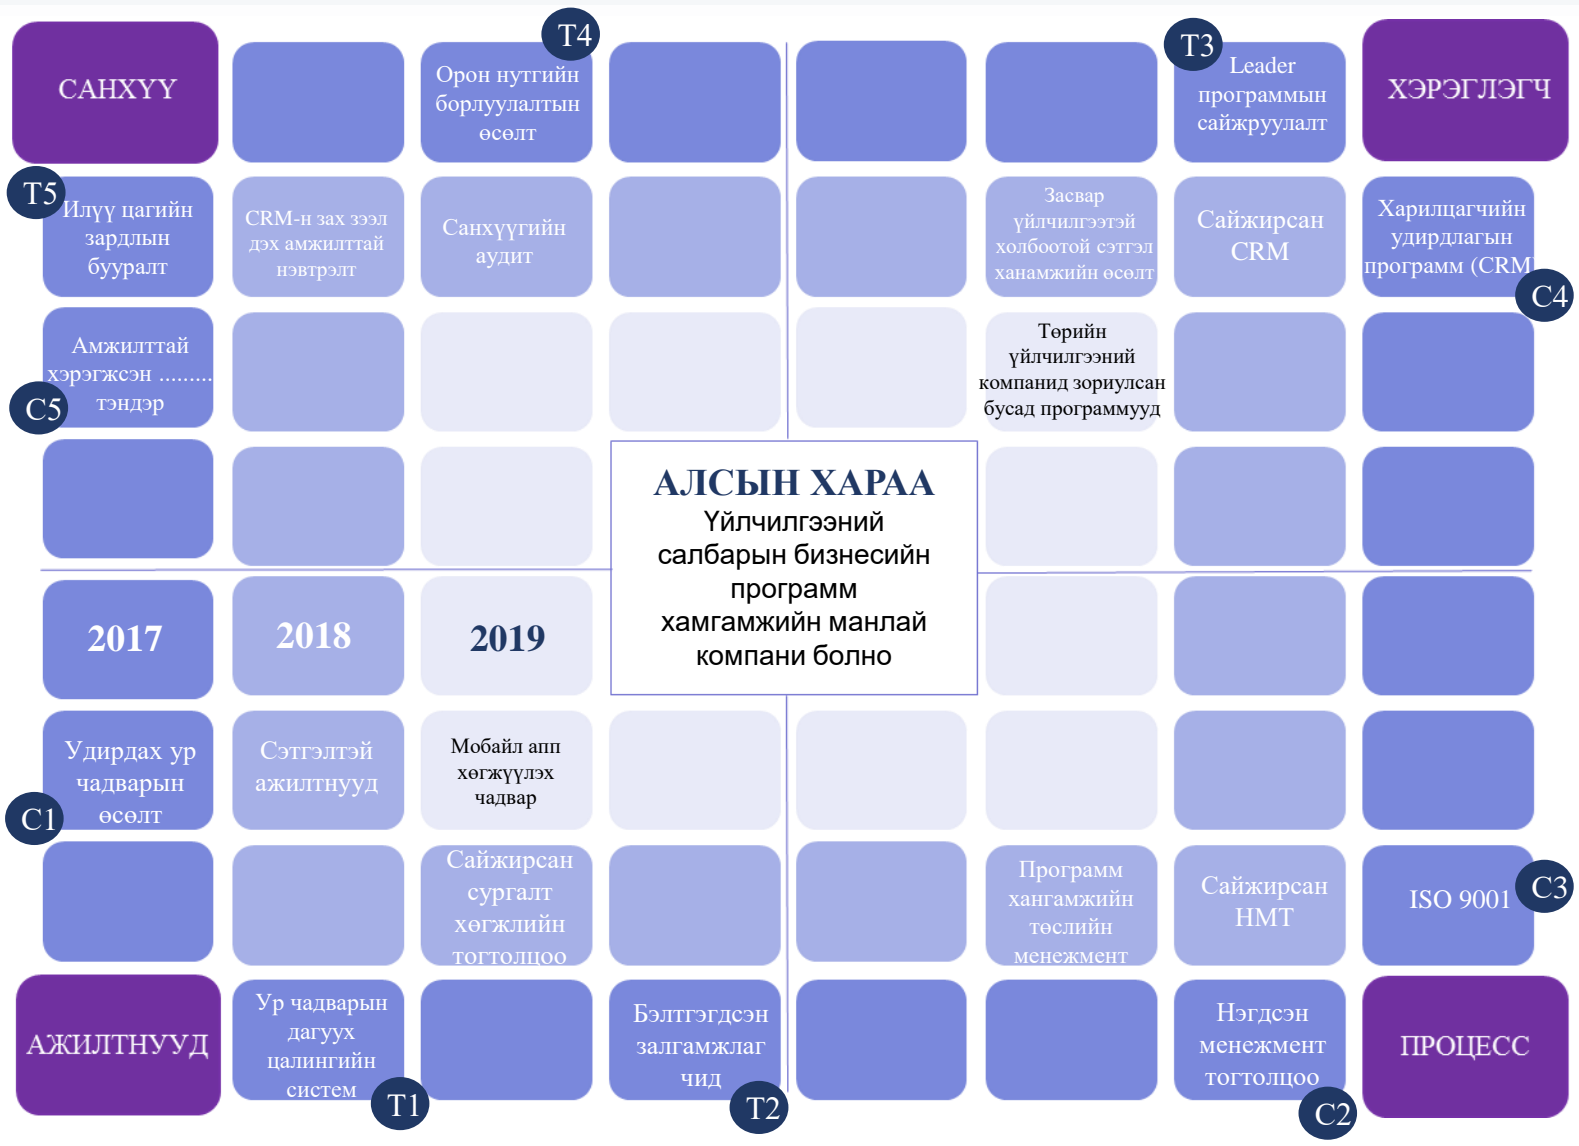 САНХҮҮ
T4
Орон нутгийн
борлуулалтын
өсөлт
T3
Leader
программын
сайжруулалт
ХЭРЭГЛЭГЧ
T5
Илүү цагийн
зардлын
бууралт
CRM-н зах зээл
дэх амжилттай
нэвтрэлт
Санхүүгийн
аудит
Засвар
үйлчилгээтэй
холбоотой сэтгэл
ханамжийн өсөлт
Сайжирсан
CRM
Харилцагчийн
удирдлагын
программ (CRM
C4
Амжилттай
хэрэгжсэн .........
тэндэр
C5
Төрийн
үйлчилгээний
компанид зориулсан
бусад программууд
АЛСЫН ХАРАА
Үйлчилгээний
салбарын бизнесийн
программ
хамгамжийн манлай
компани болно
2017
2018
2019
Удирдах ур
чадварын
өсөлт
C1
Сэтгэлтэй
ажилтнууд
Мобайл апп
хөгжүүлэх
чадвар
Сайжирсан
сургалт
хөгжлийн
тогтолцоо
Программ
хангамжийн
төслийн
менежмент
Сайжирсан
НМТ
ISO 9001
C3
АЖИЛТНУУД
Ур чадварын
дагуух
цалингийн
систем
T1
Бэлтгэгдсэн
залгамжлаг
чид
T2
Нэгдсэн
менежмент
тогтолцоо
C2
ПРОЦЕСС